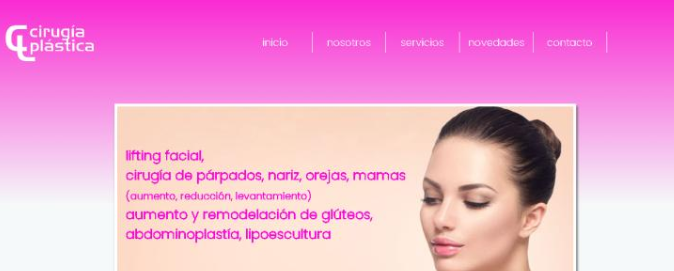 cirugía
plástica
inicio
nosotros
servicios
novedades
contacto
lifting facial,
cirugía de párpados, nariz, orejas, mamas
(aumento, reducción, levantamiento)
aumento y remodelación de glúteos,
abdominoplastía, lipoescultura